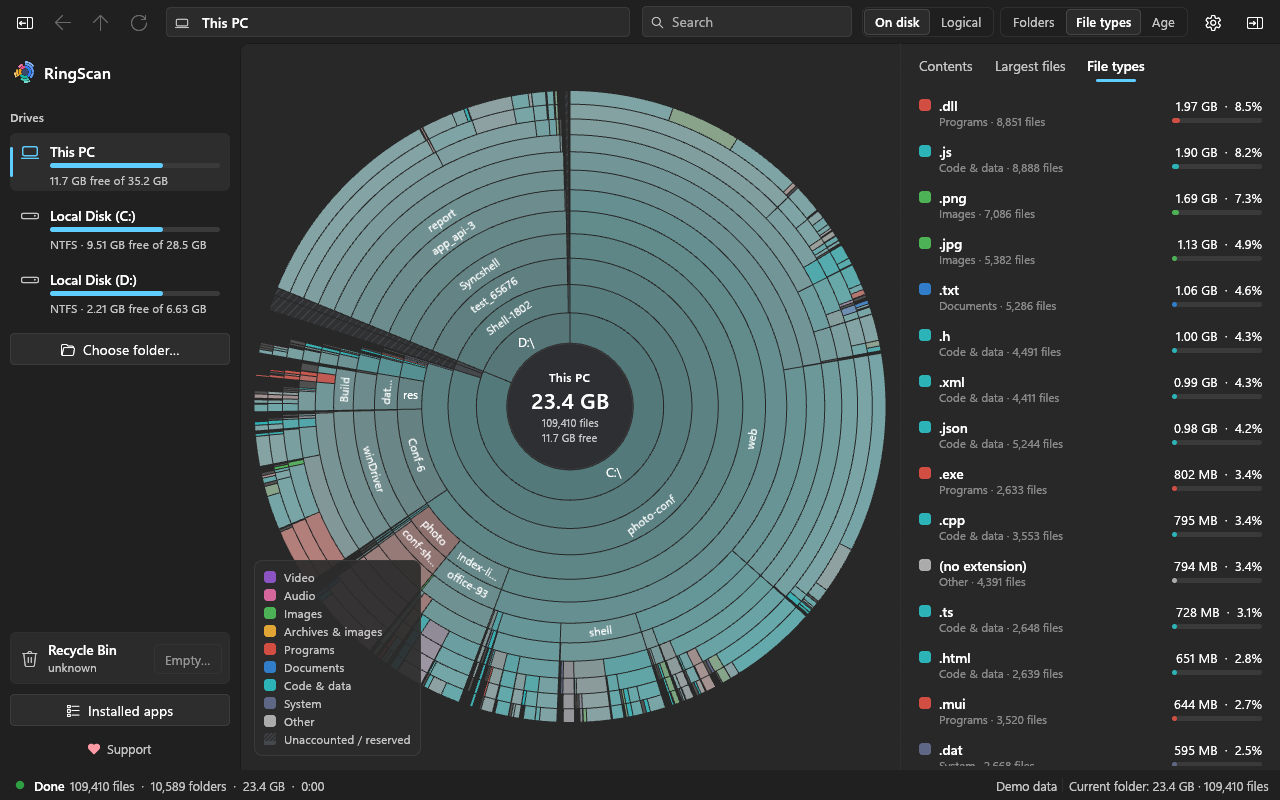 This PC
Search
On disk
Logical
Folders
File types
Age
RingScan
Drives
This PC
11.7 GB free of 35.2 GB
Local Disk (C:)
NTFS · 9.51 GB free of 28.5 GB
Local Disk (D:)
NTFS · 2.21 GB free of 6.63 GB
Choose folder...
Recycle Bin
unknown
Empty...
Installed apps
Support
report
app_api-3
Syncshell
test_65676
Shell-1802
D:\
This PC
23.4 GB
109,410 files
11.7 GB free
C:\
web
photo-conf
shell
Build
dat...
res
Conf-6
winDriver
photo
conf-sh...
index-li...
office-93
Video
Audio
Images
Archives & images
Programs
Documents
Code & data
System
Other
Unaccounted / reserved
Contents
Largest files
File types
.dll
1.97 GB · 8.5%
Programs · 8,851 files
.js
1.90 GB · 8.2%
Code & data · 8,888 files
.png
1.69 GB · 7.3%
Images · 7,086 files
.jpg
1.13 GB · 4.9%
Images · 5,382 files
.txt
1.06 GB · 4.6%
Documents · 5,286 files
.h
1.00 GB · 4.3%
Code & data · 4,491 files
.xml
0.99 GB · 4.3%
Code & data · 4,411 files
.json
0.98 GB · 4.2%
Code & data · 5,244 files
.exe
802 MB · 3.4%
Programs · 2,633 files
.cpp
795 MB · 3.4%
Code & data · 3,553 files
(no extension)
794 MB · 3.4%
Other · 4,391 files
.ts
728 MB · 3.1%
Code & data · 2,648 files
.html
651 MB · 2.8%
Code & data · 2,639 files
.mui
644 MB · 2.7%
Programs · 3,520 files
.dat
595 MB · 2.5%
System · 2,668 files
Done 109,410 files · 10,589 folders · 23.4 GB · 0:00
Demo data
Current folder: 23.4 GB · 109,410 files